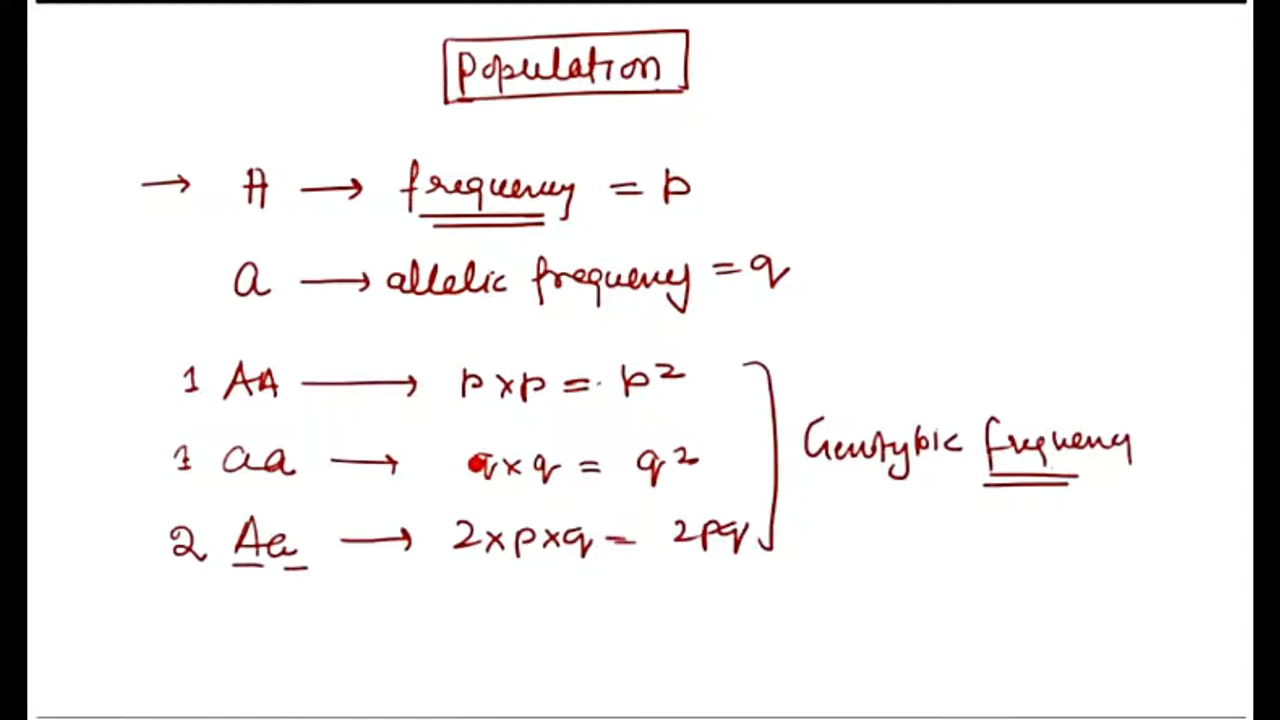 Population
→ A → frequency = p
a → allelic frequency = q
1 AA → p × p = p²
1 aa → q × q = q²
2 Aa → 2 × p × q = 2pq
Genotypic frequency